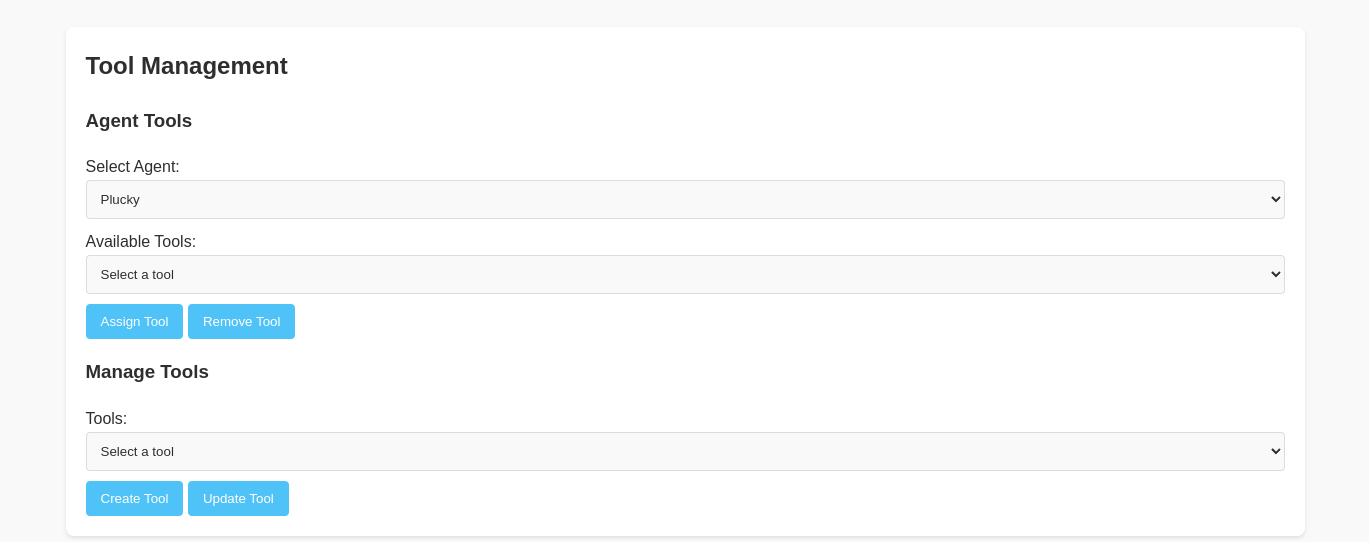 Tool Management
Agent Tools
Select Agent:
Plucky
Available Tools:
Select a tool
Assign Tool Remove Tool
Manage Tools
Tools:
Select a tool
Create Tool Update Tool